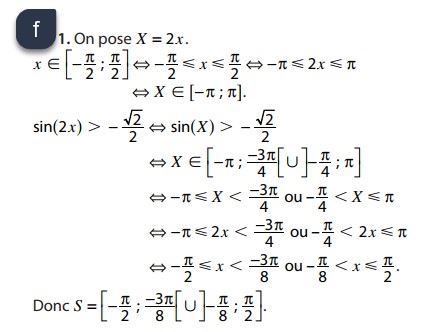 f
1. On pose X = 2x.
x ∈ [−π/2 ; π/2] ⇔ −π/2 ⩽ x ⩽ π/2 ⇔ −π ⩽ 2x ⩽ π
⇔ X ∈ [−π ; π].
sin(2x) > −√2/2 ⇔ sin(X) > −√2/2
⇔ X ∈ [−π ; −3π/4[ ∪ ]−π/4 ; π]
⇔ −π ⩽ X < −3π/4 ou −π/4 < X ⩽ π
⇔ −π ⩽ 2x < −3π/4 ou −π/4 < 2x ⩽ π
⇔ −π/2 ⩽ x < −3π/8 ou −π/8 < x ⩽ π/2.
Donc S = [−π/2 ; −3π/8[ ∪ ]−π/8 ; π/2].